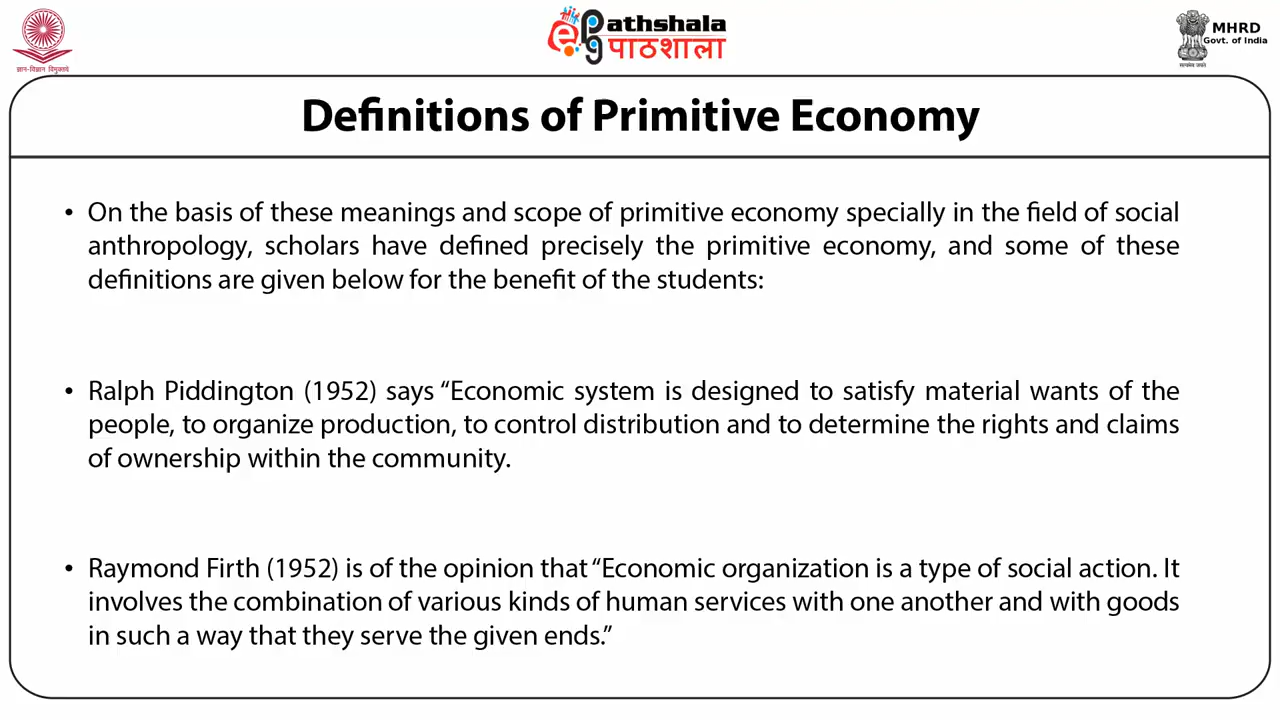 ज्ञान-विज्ञान विमुक्तये
ePathshala
पाठशाला
MHRD
Govt. of India
सत्यमेव जयते
Definitions of Primitive Economy
• On the basis of these meanings and scope of primitive economy specially in the field of social
anthropology, scholars have defined precisely the primitive economy, and some of these
definitions are given below for the benefit of the students:
• Ralph Piddington (1952) says “Economic system is designed to satisfy material wants of the
people, to organize production, to control distribution and to determine the rights and claims
of ownership within the community.
• Raymond Firth (1952) is of the opinion that “Economic organization is a type of social action. It
involves the combination of various kinds of human services with one another and with goods
in such a way that they serve the given ends.”